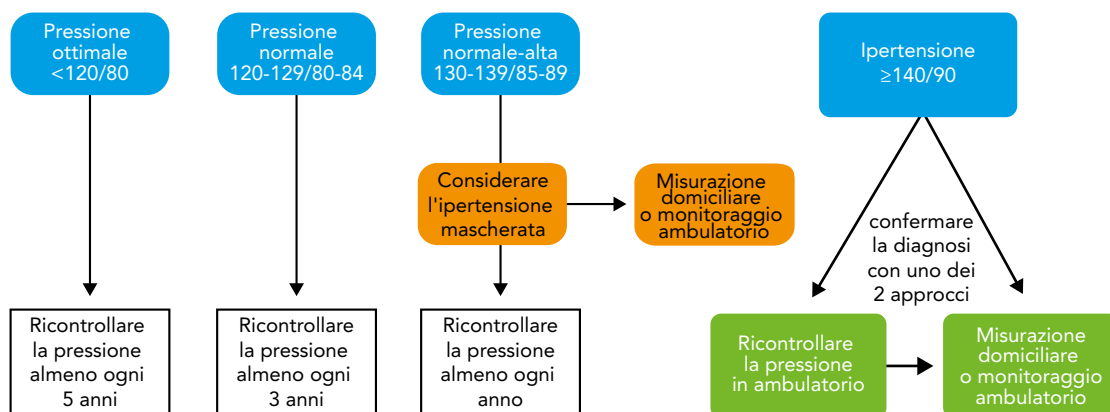 Pressione
ottimale
<120/80
Pressione
normale
120-129/80-84
Pressione
normale-alta
130-139/85-89
Ipertensione
≥140/90
Considerare
l'ipertensione
mascherata
Misurazione
domiciliare
o monitoraggio
ambulatorio
confermare
la diagnosi
con uno dei
2 approcci
Ricontrollare
la pressione
almeno ogni
5 anni
Ricontrollare
la pressione
almeno ogni
3 anni
Ricontrollare
la pressione
almeno ogni
anno
Ricontrollare
la pressione
in ambulatorio
Misurazione
domiciliare
o monitoraggio
ambulatorio